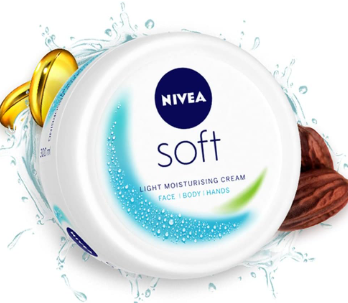 NIVEA
soft
LIGHT MOISTURISING CREAM
FACE | BODY | HANDS